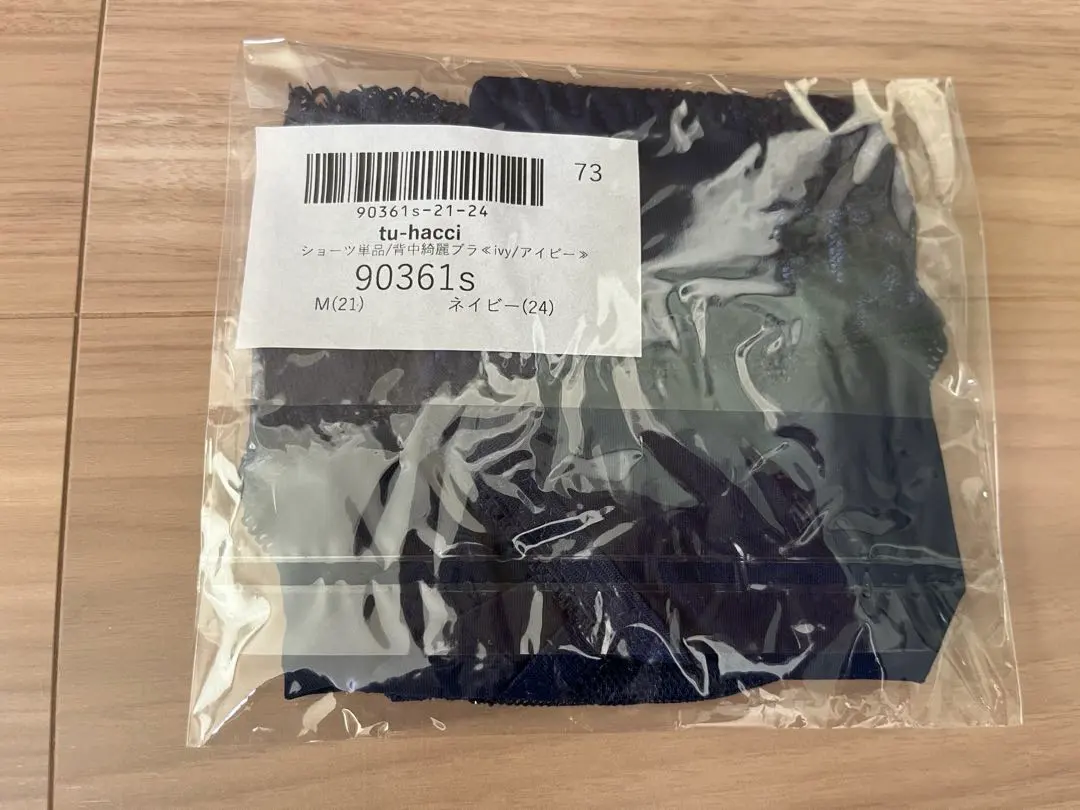 73
90361s-21-24
tu-hacci
ショーツ単品/背中綺麗ブラ≪ivy/アイビー≫
90361s
M(21) ネイビー(24)